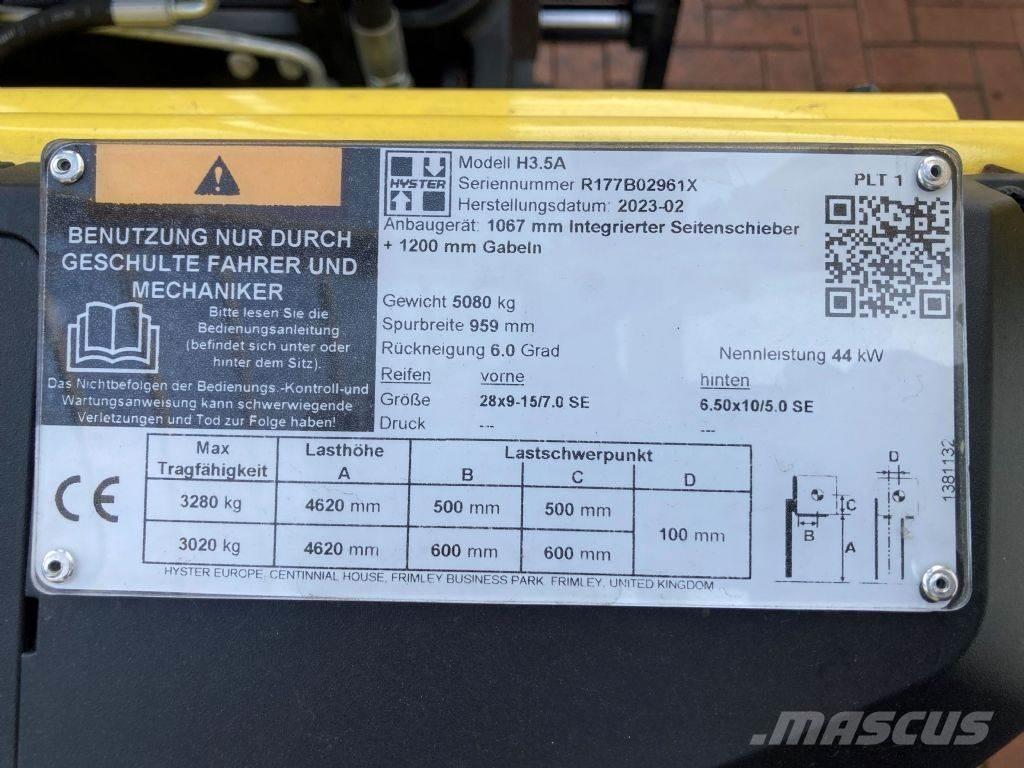 BENUTZUNG NUR DURCH
GESCHULTE FAHRER UND
MECHANIKER
Bitte lesen Sie die
Bedienungsanleitung
(befindet sich unter oder
hinter dem Sitz).
Das Nichtbefolgen der Bedienungs.-Kontroll-und
Wartungsanweisung kann schwerwiegende
Verletzungen und Tod zur Folge haben!
HYSTER
Modell H3.5A
Seriennummer R177B02961X
Herstellungsdatum: 2023-02
Anbaugerät: 1067 mm Integrierter Seitenschieber
+ 1200 mm Gabeln
PLT 1
Gewicht 5080 kg
Spurbreite 959 mm
Rückneigung 6.0 Grad
Nennleistung 44 kW
Reifen vorne hinten
Größe 28x9-15/7.0 SE 6.50x10/5.0 SE
Druck --- ---
CE
Max Tragfähigkeit Lasthöhe A Lastschwerpunkt B C D
3280 kg 4620 mm 500 mm 500 mm 100 mm
3020 kg 4620 mm 600 mm 600 mm
D
C
B
A
1381132
HYSTER EUROPE, CENTINNIAL HOUSE, FRIMLEY BUSINESS PARK, FRIMLEY, UNITED KINGDOM
.MASCUS